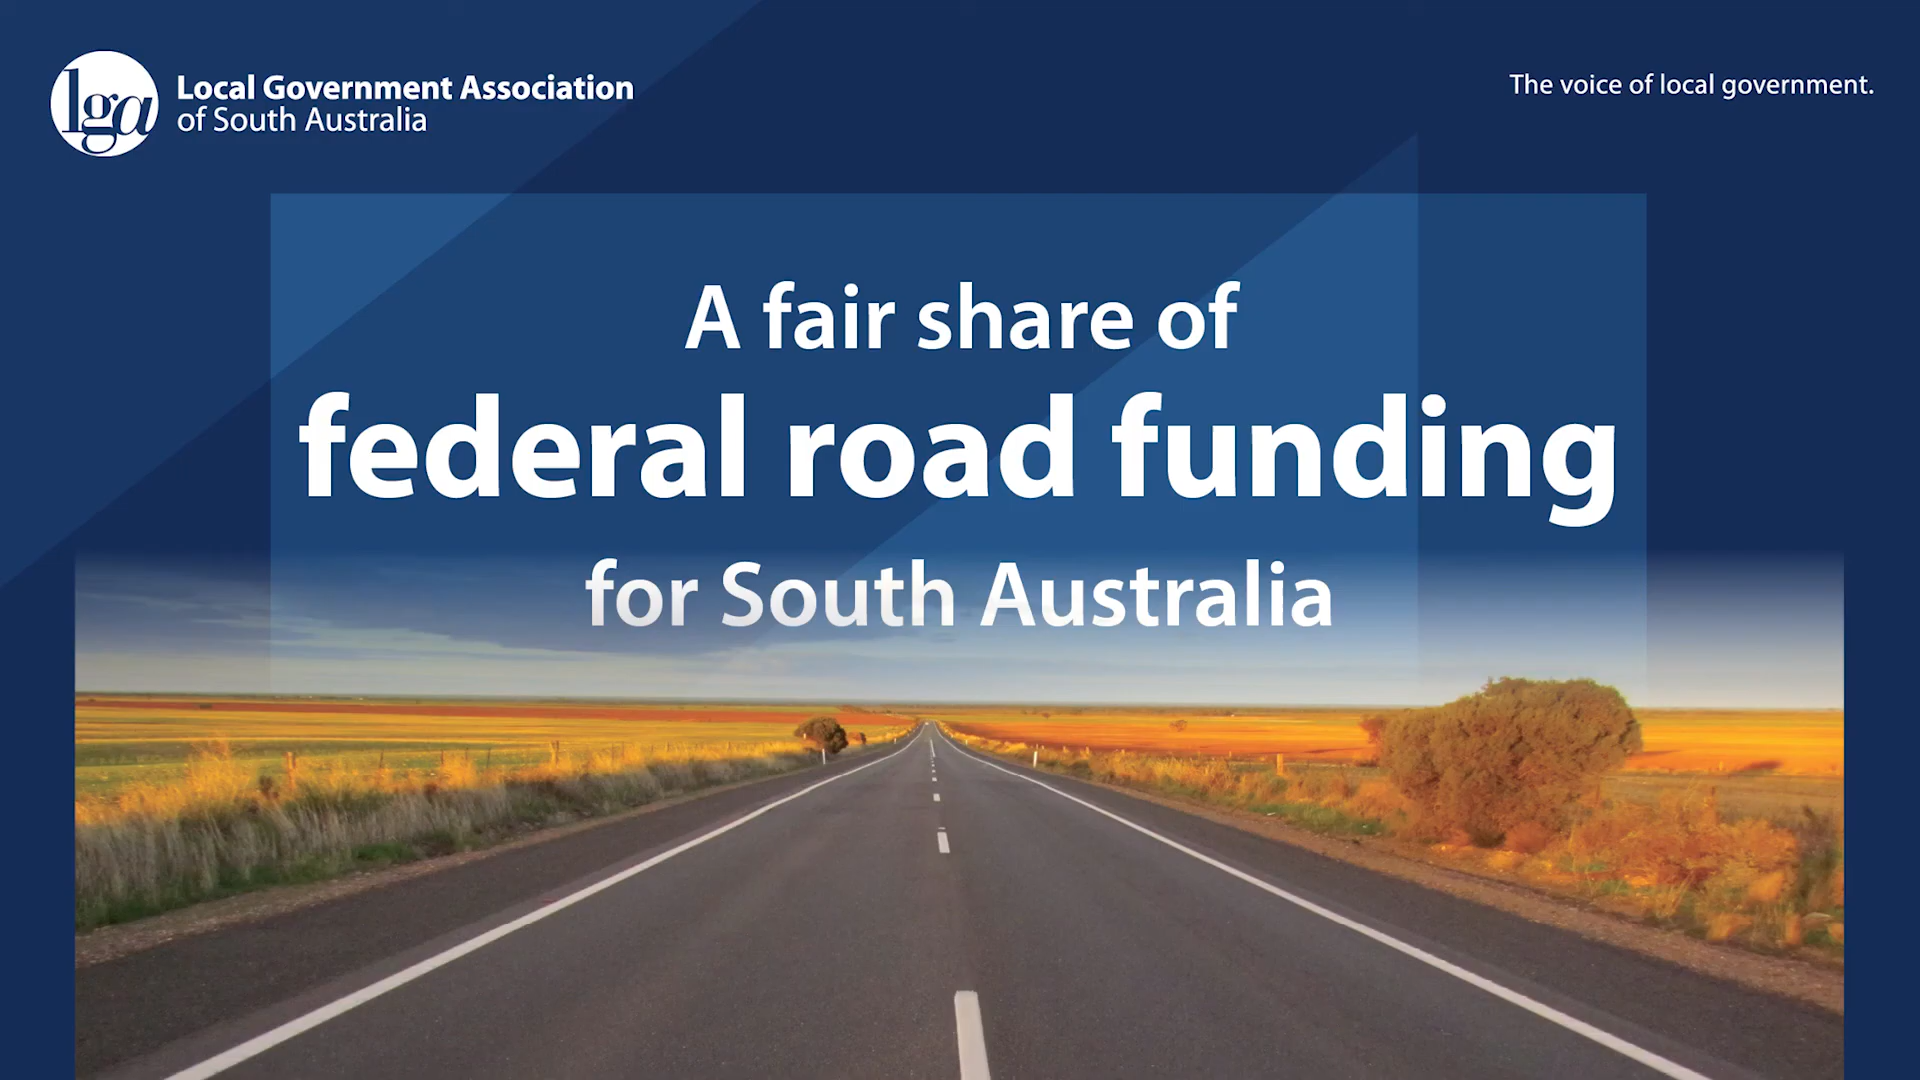 lga
Local Government Association
of South Australia
The voice of local government.
A fair share of
federal road funding
for South Australia